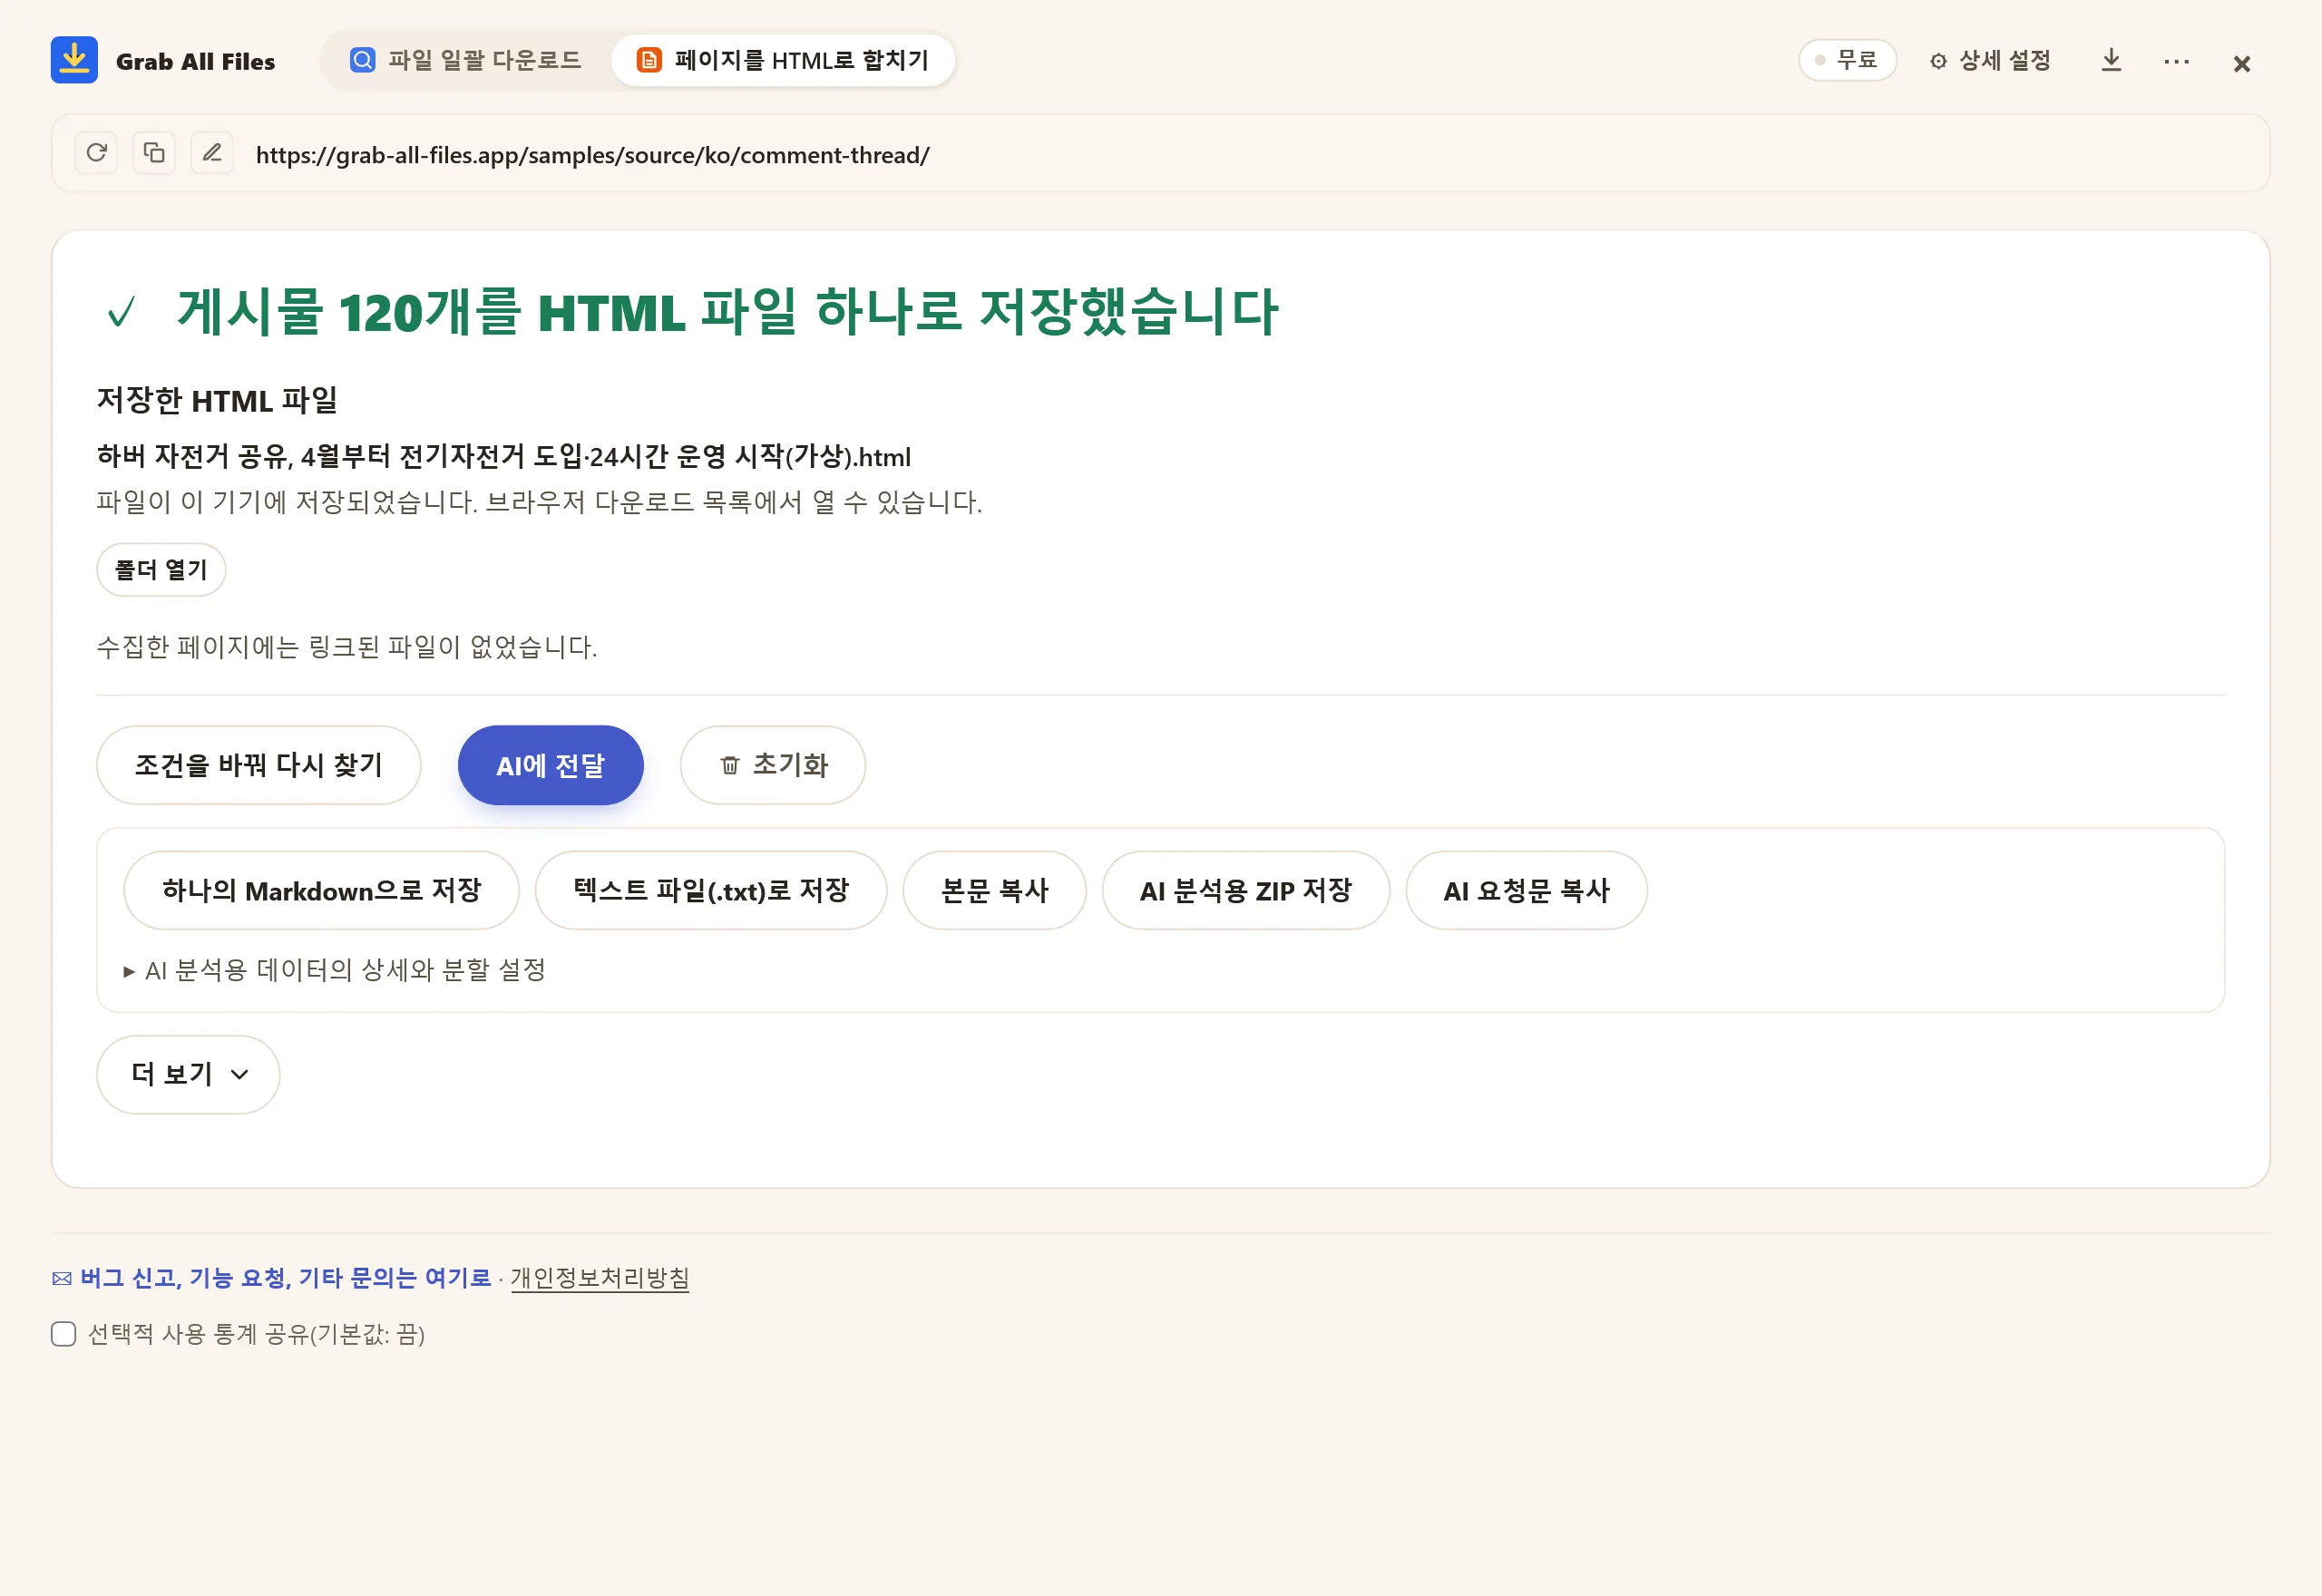 Grab All Files
파일 일괄 다운로드
페이지를 HTML로 합치기
무료
상세 설정
https://grab-all-files.app/samples/source/ko/comment-thread/
게시물 120개를 HTML 파일 하나로 저장했습니다
저장한 HTML 파일
하버 자전거 공유, 4월부터 전기자전거 도입·24시간 운영 시작(가상).html
파일이 이 기기에 저장되었습니다. 브라우저 다운로드 목록에서 열 수 있습니다.
폴더 열기
수집한 페이지에는 링크된 파일이 없었습니다.
조건을 바꿔 다시 찾기
AI에 전달
초기화
하나의 Markdown으로 저장
텍스트 파일(.txt)로 저장
본문 복사
AI 분석용 ZIP 저장
AI 요청문 복사
AI 분석용 데이터의 상세와 분할 설정
더 보기
버그 신고, 기능 요청, 기타 문의는 여기로 · 개인정보처리방침
선택적 사용 통계 공유(기본값: 끔)